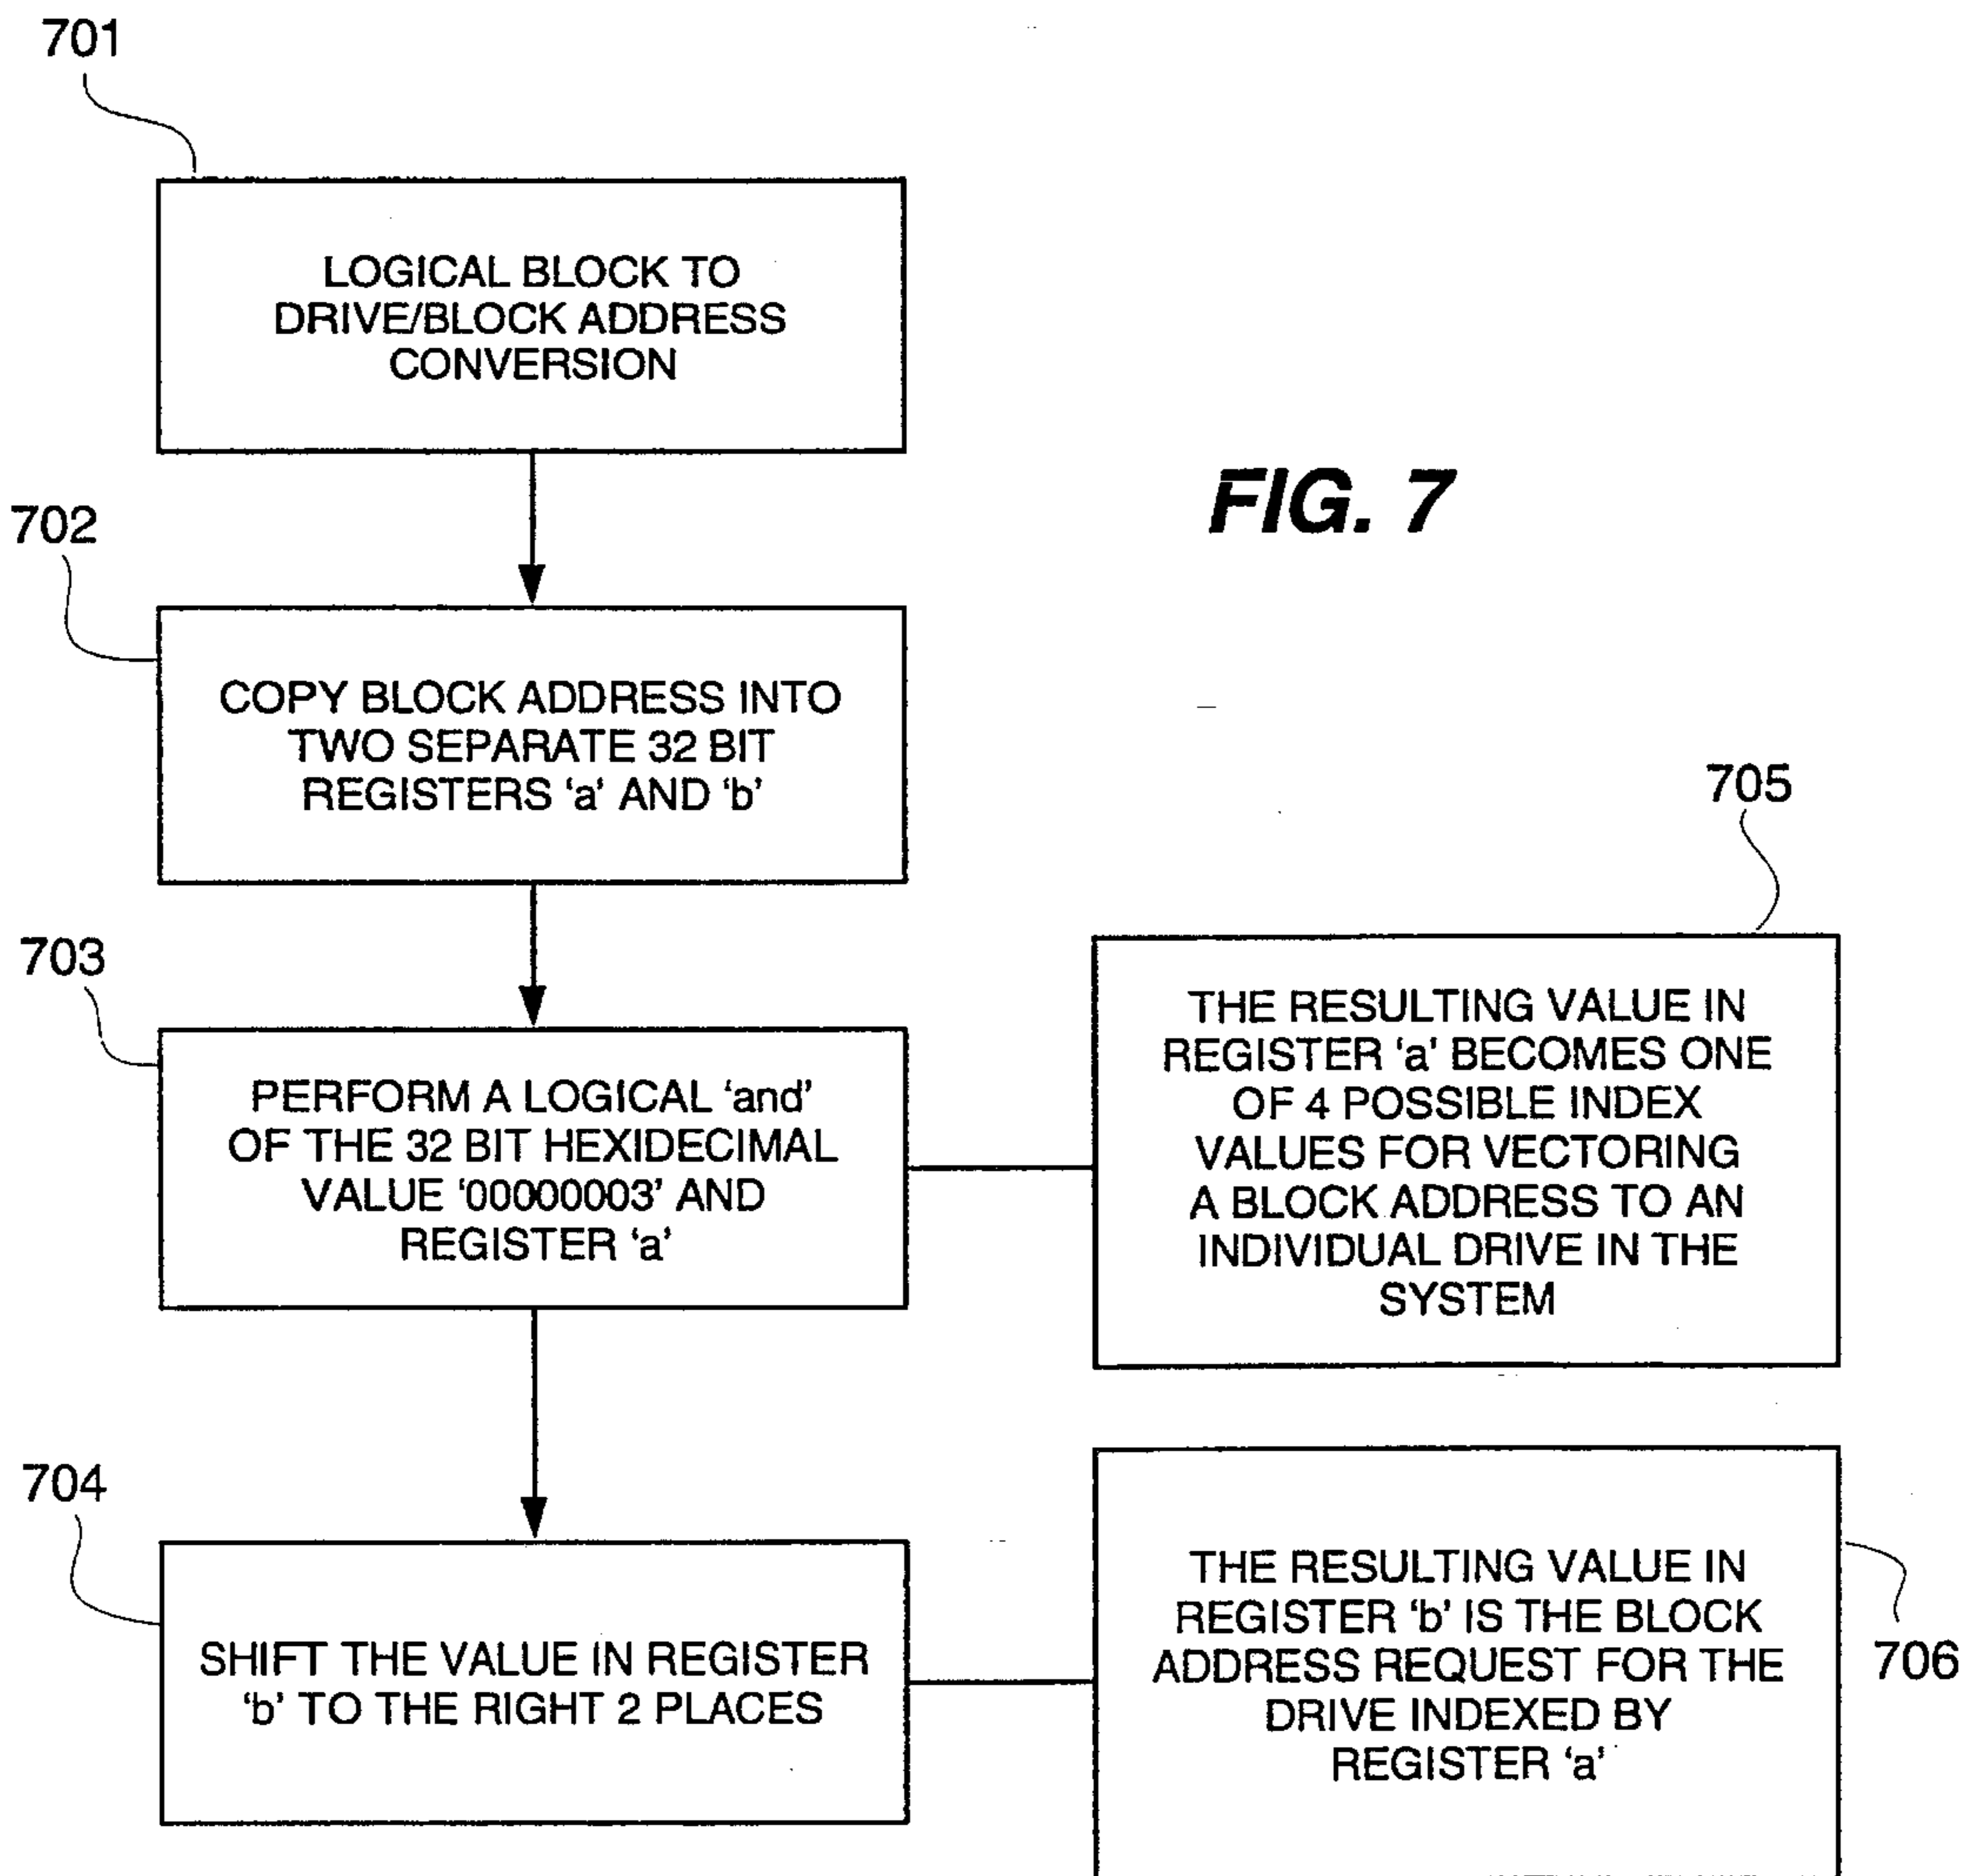 701
LOGICAL BLOCK TO
DRIVE/BLOCK ADDRESS
CONVERSION
FIG. 7
702
COPY BLOCK ADDRESS INTO
TWO SEPARATE 32 BIT
REGISTERS ‘a’ AND ‘b’
703
PERFORM A LOGICAL ‘and’
OF THE 32 BIT HEXIDECIMAL
VALUE ‘00000003’ AND
REGISTER ‘a’
705
THE RESULTING VALUE IN
REGISTER ‘a’ BECOMES ONE
OF 4 POSSIBLE INDEX
VALUES FOR VECTORING
A BLOCK ADDRESS TO AN
INDIVIDUAL DRIVE IN THE
SYSTEM
704
SHIFT THE VALUE IN REGISTER
‘b’ TO THE RIGHT 2 PLACES
THE RESULTING VALUE IN
REGISTER ‘b’ IS THE BLOCK
ADDRESS REQUEST FOR THE
DRIVE INDEXED BY
REGISTER ‘a’
706